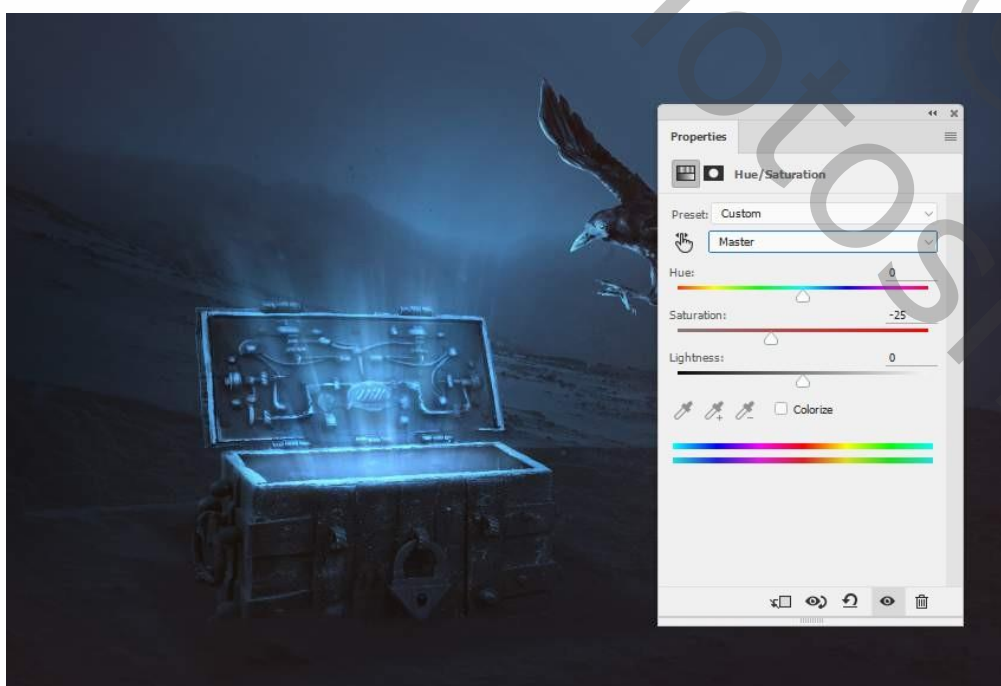 Properties
Hue/Saturation
Preset: Custom
Master
Hue: 0
Saturation: -25
Lightness: 0
Colorize